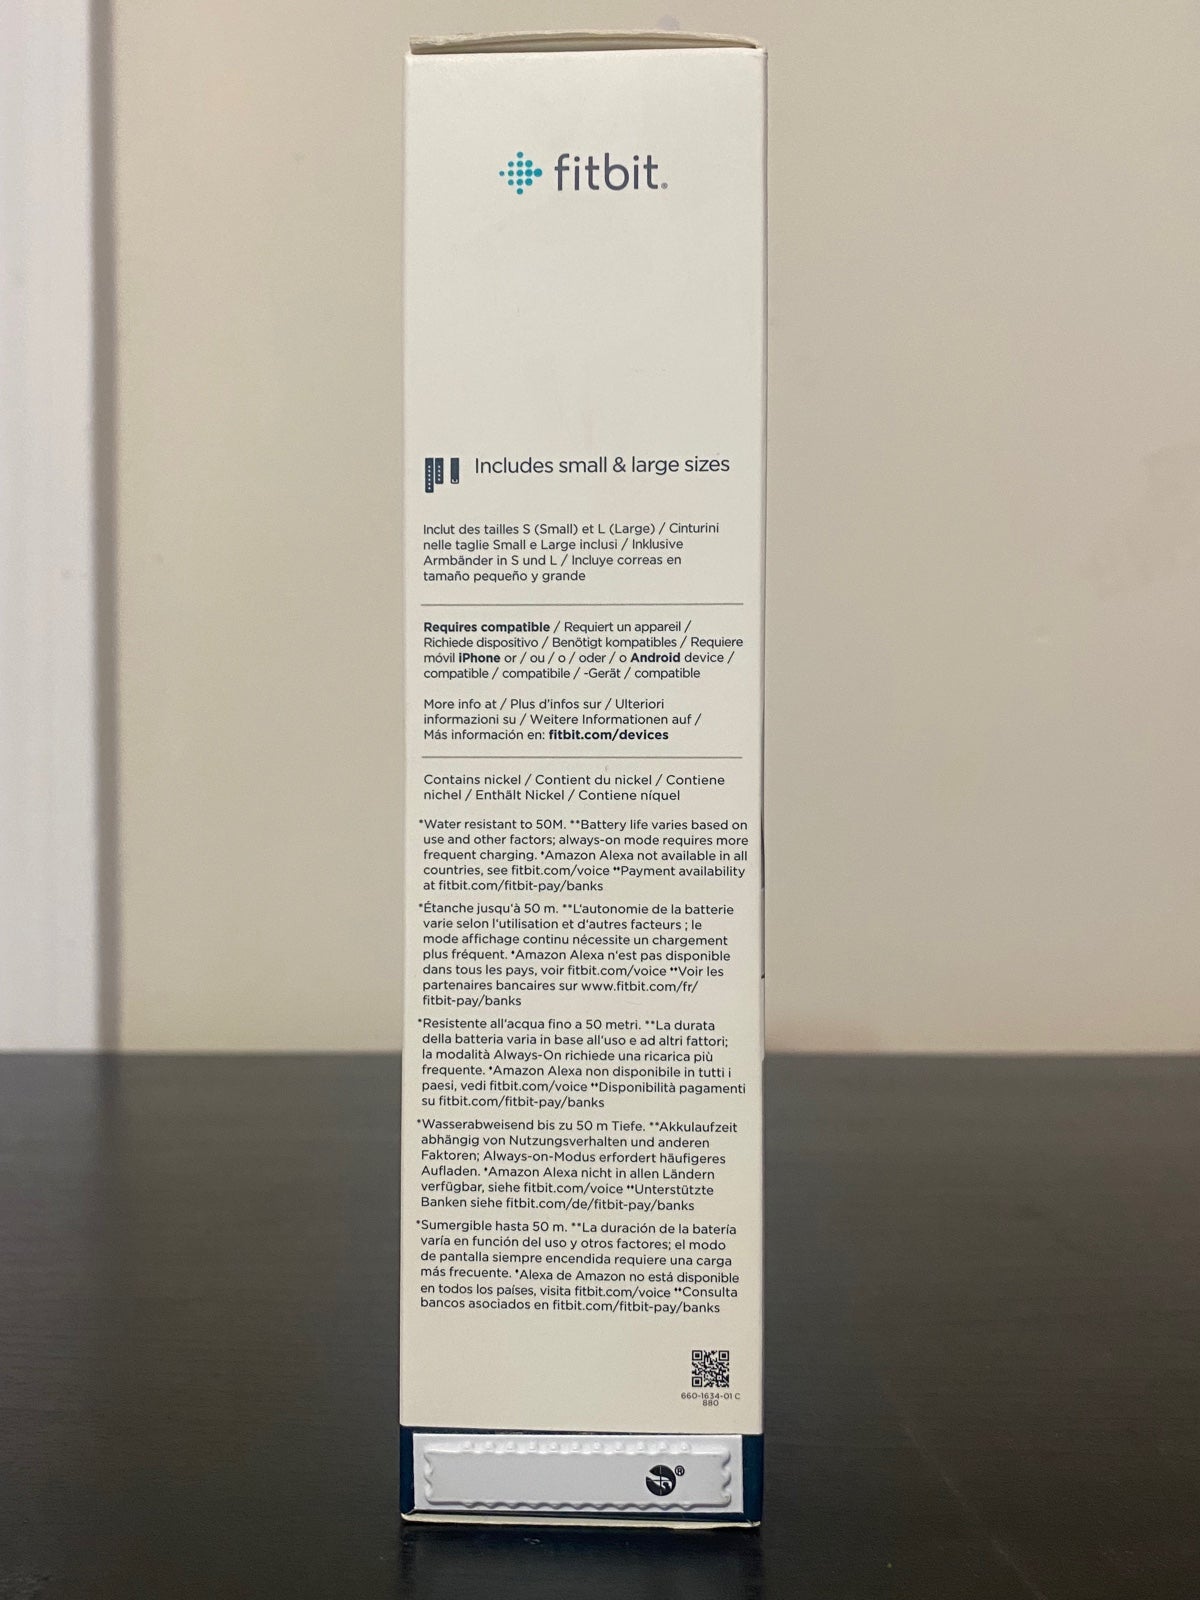 fitbit®
Includes small & large sizes
Inclut des tailles S (Small) et L (Large) / Cinturini
nelle taglie Small e Large inclusi / Inklusive
Armbänder in S und L / Incluye correas en
tamaño pequeño y grande
Requires compatible / Requiert un appareil /
Richiede dispositivo / Benötigt kompatibles / Requiere
móvil iPhone or / ou / o / oder / o Android device /
compatible / compatibile / -Gerät / compatible
More info at / Plus d'infos sur / Ulteriori
informazioni su / Weitere Informationen auf /
Más información en: fitbit.com/devices
Contains nickel / Contient du nickel / Contiene
nichel / Enthält Nickel / Contiene níquel
*Water resistant to 50M. **Battery life varies based on
use and other factors; always-on mode requires more
frequent charging. ♦Amazon Alexa not available in all
countries, see fitbit.com/voice ♦♦Payment availability
at fitbit.com/fitbit-pay/banks
*Étanche jusqu'à 50 m. **L'autonomie de la batterie
varie selon l'utilisation et d'autres facteurs ; le
mode affichage continu nécessite un chargement
plus fréquent. ♦Amazon Alexa n'est pas disponible
dans tous les pays, voir fitbit.com/voice ♦♦Voir les
partenaires bancaires sur www.fitbit.com/fr/
fitbit-pay/banks
*Resistente all'acqua fino a 50 metri. **La durata
della batteria varia in base all'uso e ad altri fattori;
la modalità Always-On richiede una ricarica più
frequente. ♦Amazon Alexa non disponibile in tutti i
paesi, vedi fitbit.com/voice ♦♦Disponibilità pagamenti
su fitbit.com/fitbit-pay/banks
*Wasserabweisend bis zu 50 m Tiefe. **Akkulaufzeit
abhängig von Nutzungsverhalten und anderen
Faktoren; Always-on-Modus erfordert häufigeres
Aufladen. ♦Amazon Alexa nicht in allen Ländern
verfügbar, siehe fitbit.com/voice ♦♦Unterstützte
Banken siehe fitbit.com/de/fitbit-pay/banks
*Sumergible hasta 50 m. **La duración de la batería
varía en función del uso y otros factores; el modo
de pantalla siempre encendida requiere una carga
más frecuente. ♦Alexa de Amazon no está disponible
en todos los países, visita fitbit.com/voice ♦♦Consulta
bancos asociados en fitbit.com/fitbit-pay/banks
660-1634-01 C
880
®